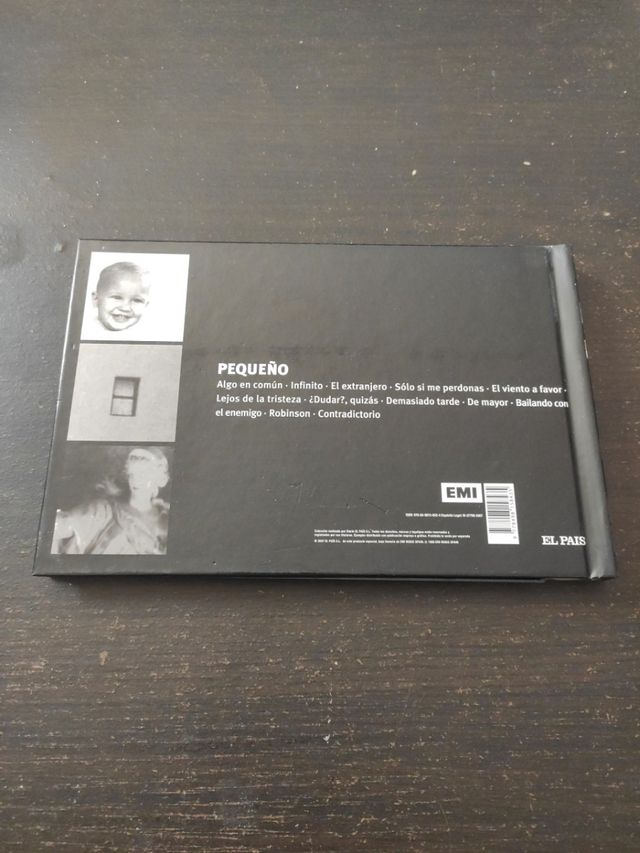 PEQUEÑO
Algo en común · Infinito · El extranjero · Sólo si me perdonas · El viento a favor ·
Lejos de la tristeza · ¿Dudar?, quizás · Demasiado tarde · De mayor · Bailando con
el enemigo · Robinson · Contradictorio
EMI
EL PAIS